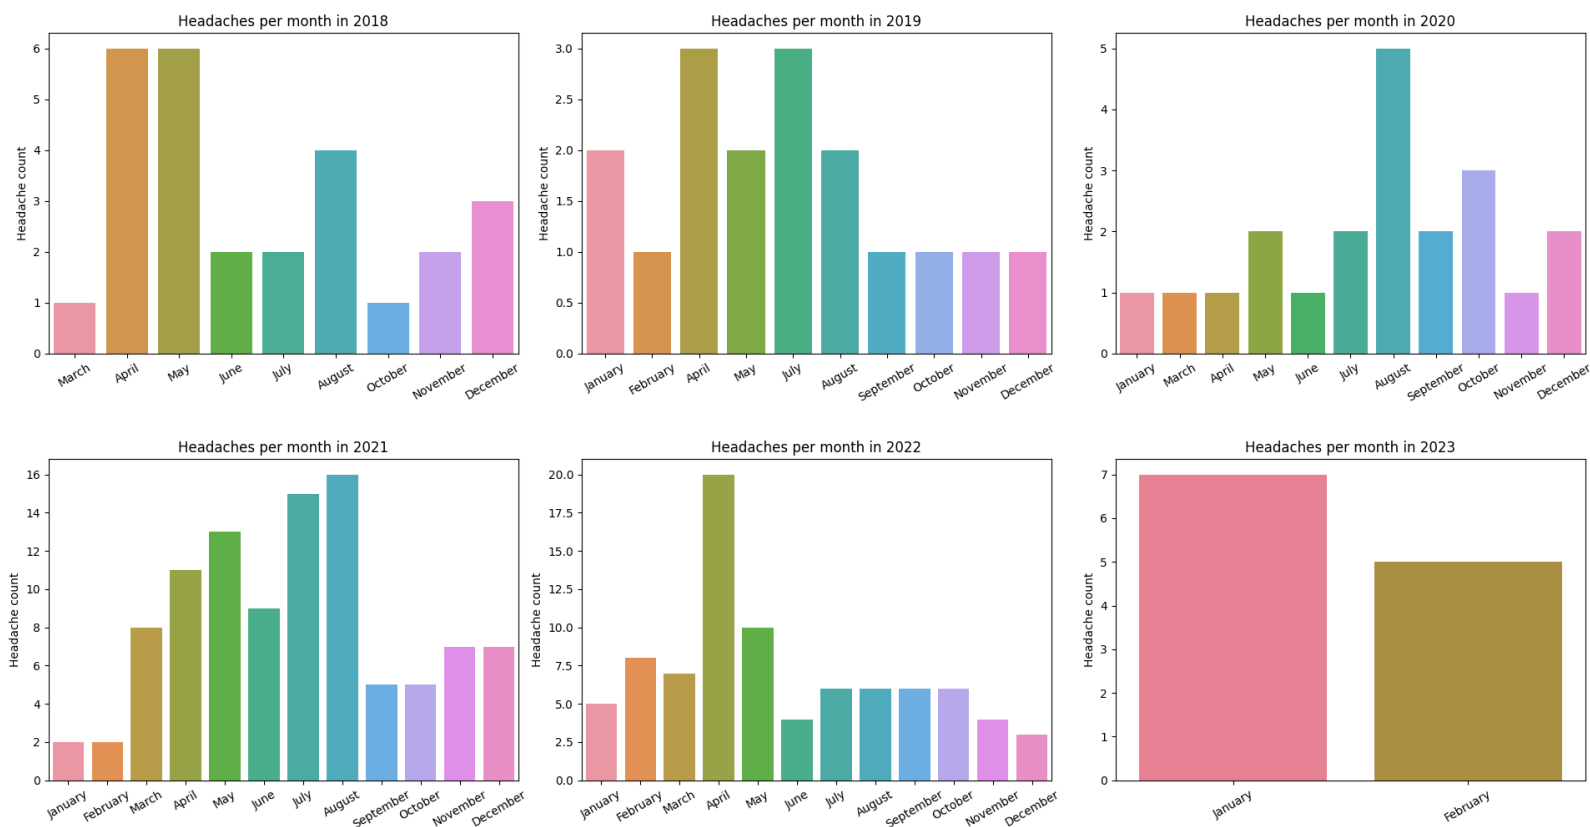 Headaches per month in 2018
6
5
4
3
2
1
0
Headache count
March April May June July August October November December
Headaches per month in 2019
3.0
2.5
2.0
1.5
1.0
0.5
0.0
Headache count
January February April May July August September October November December
Headaches per month in 2020
5
4
3
2
1
0
Headache count
January March April May June July August September October November December
Headaches per month in 2021
16
14
12
10
8
6
4
2
0
Headache count
January February March April May June July August September October November December
Headaches per month in 2022
20.0
17.5
15.0
12.5
10.0
7.5
5.0
2.5
0.0
Headache count
January February March April May June July August September October November December
Headaches per month in 2023
7
6
5
4
3
2
1
0
Headache count
January February